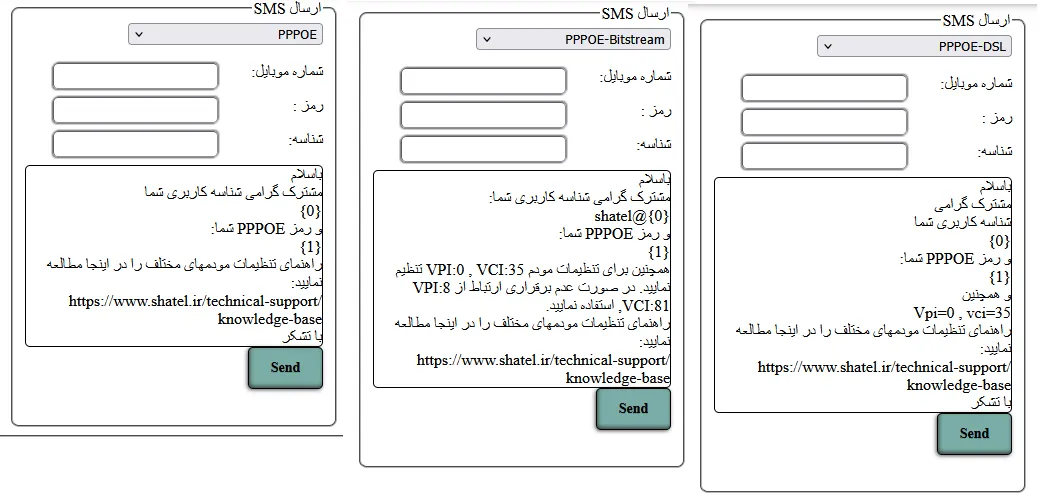 ارسال SMS
PPPOE
شماره موبایل:
رمز :
شناسه:
باسلام
مشترک گرامی شناسه کاربری شما
{0}
و رمز PPPOE شما:
{1}
راهنمای تنظیمات مودمهای مختلف را در اینجا مطالعه
نمایید:
https://www.shatel.ir/technical-support/
knowledge-base
با تشکر
Send
ارسال SMS
PPPOE-Bitstream
شماره موبایل:
رمز :
شناسه:
باسلام
مشترک گرامی شناسه کاربری شما:
{0}@shatel
و رمز PPPOE شما:
{1}
همچنین برای تنظیمات مودم VPI:0 , VCI:35 تنظیم
نمایید. در صورت عدم برقراری ارتباط از VPI:8
,VCI:81 استفاده نمایید.
راهنمای تنظیمات مودمهای مختلف را در اینجا مطالعه
نمایید:
https://www.shatel.ir/technical-support/
knowledge-base
Send
ارسال SMS
PPPOE-DSL
شماره موبایل:
رمز :
شناسه:
باسلام
مشترک گرامی
شناسه کاربری شما
{0}
و رمز PPPOE شما:
{1}
و همچنین
Vpi=0 , vci=35
راهنمای تنظیمات مودمهای مختلف را در اینجا مطالعه
نمایید:
https://www.shatel.ir/technical-support/
knowledge-base
با تشکر
Send